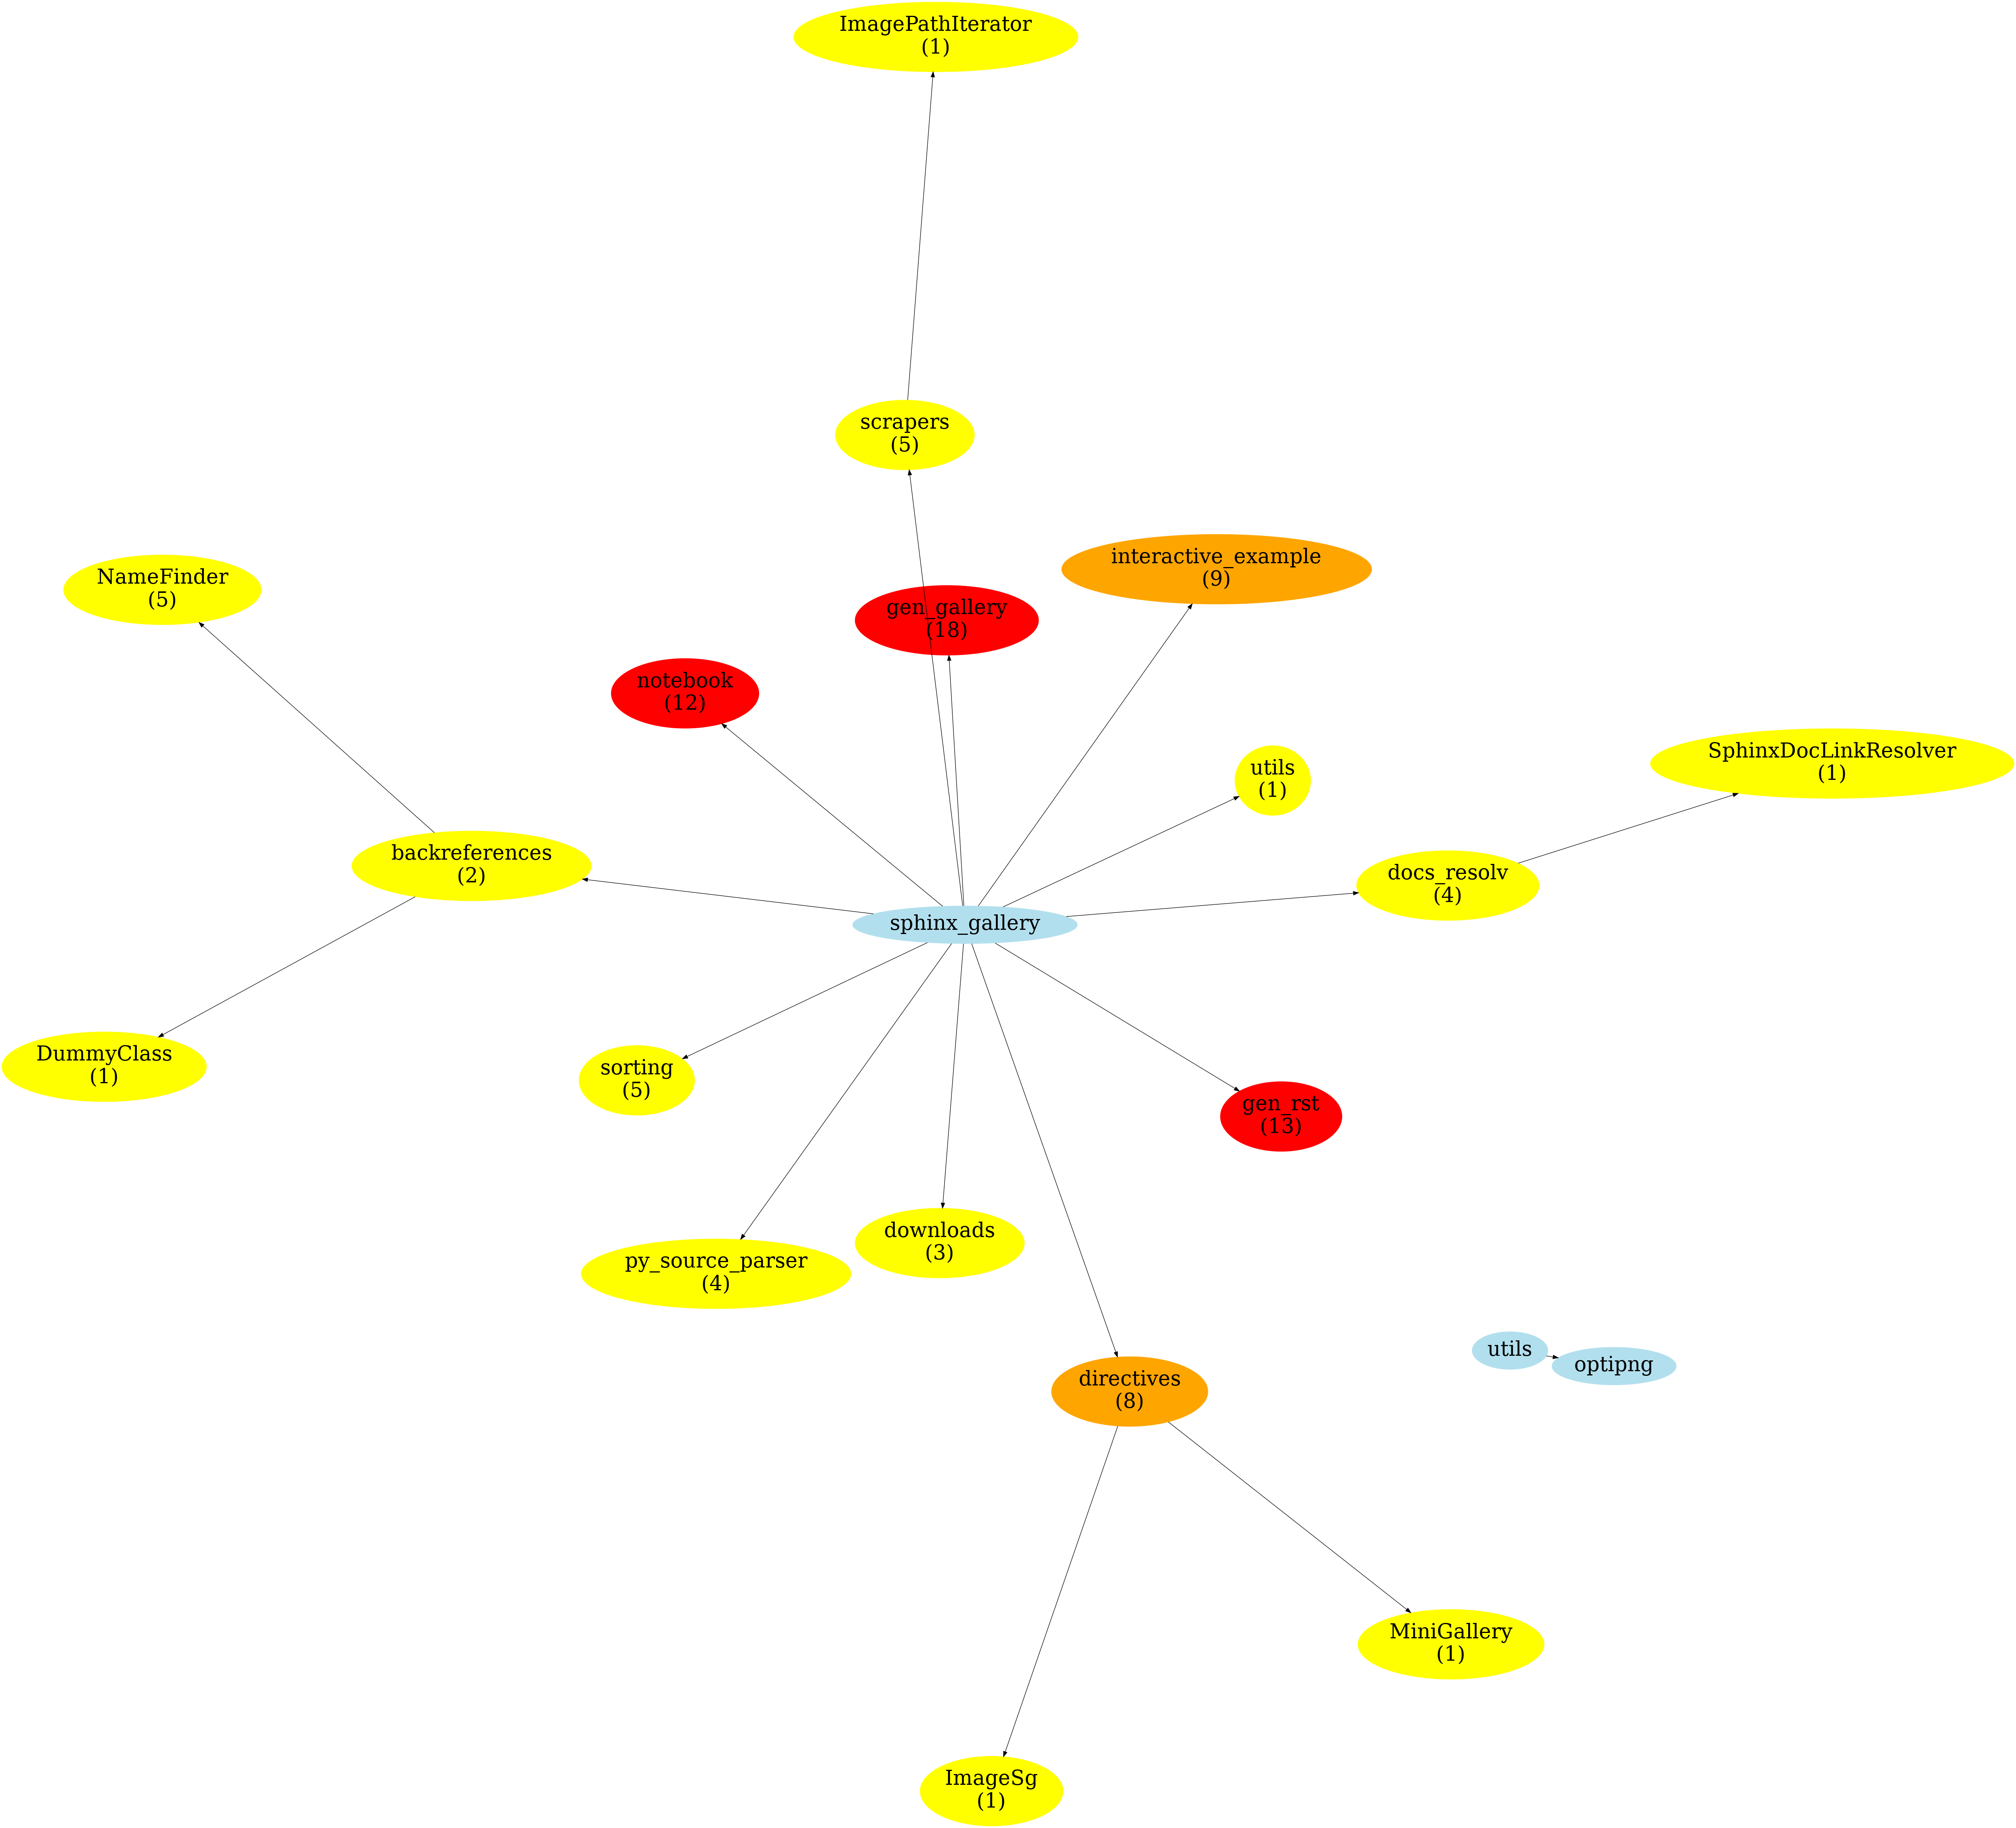 ImagePathIterator
(1)
scrapers
(5)
interactive_example
(9)
NameFinder
(5)
gen_gallery
(18)
notebook
(12)
SphinxDocLinkResolver
(1)
utils
(1)
backreferences
(2)
docs_resolv
(4)
sphinx_gallery
DummyClass
(1)
sorting
(5)
gen_rst
(13)
downloads
(3)
py_source_parser
(4)
utils
optipng
directives
(8)
MiniGallery
(1)
ImageSg
(1)